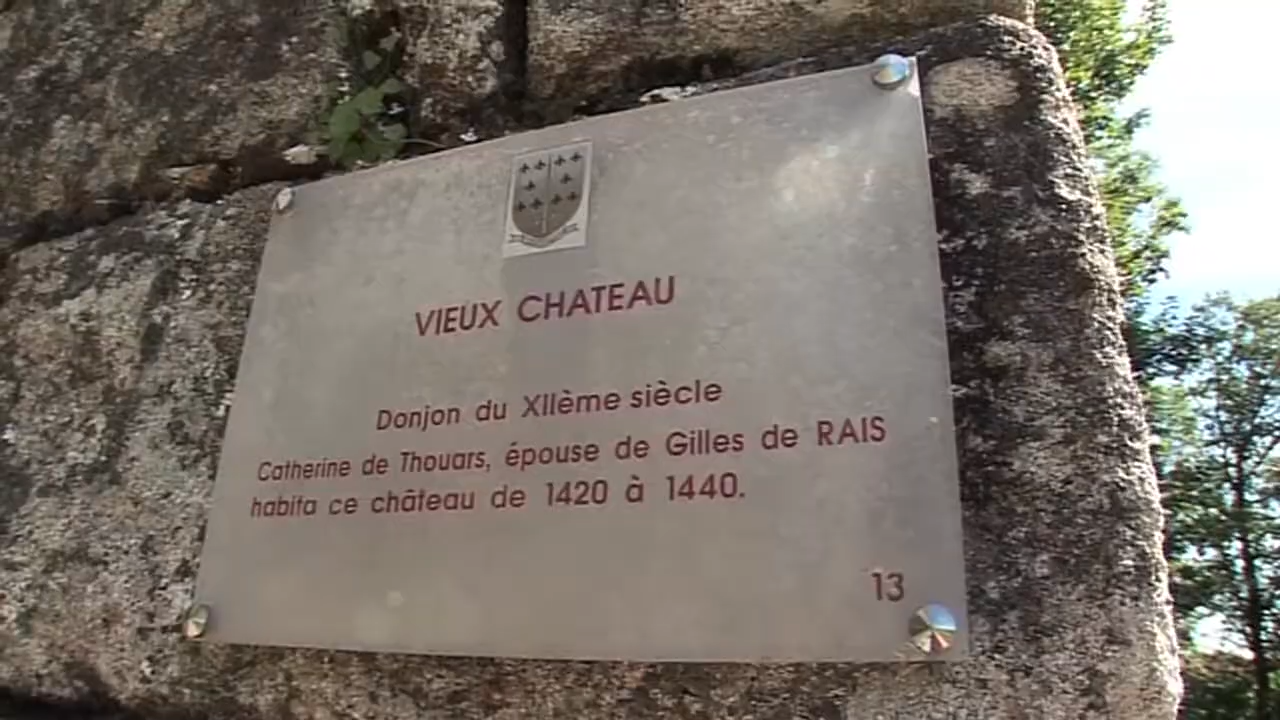 VIEUX CHATEAU
Donjon du XIIème siècle
Catherine de Thouars, épouse de Gilles de RAIS
habita ce château de 1420 à 1440.
13